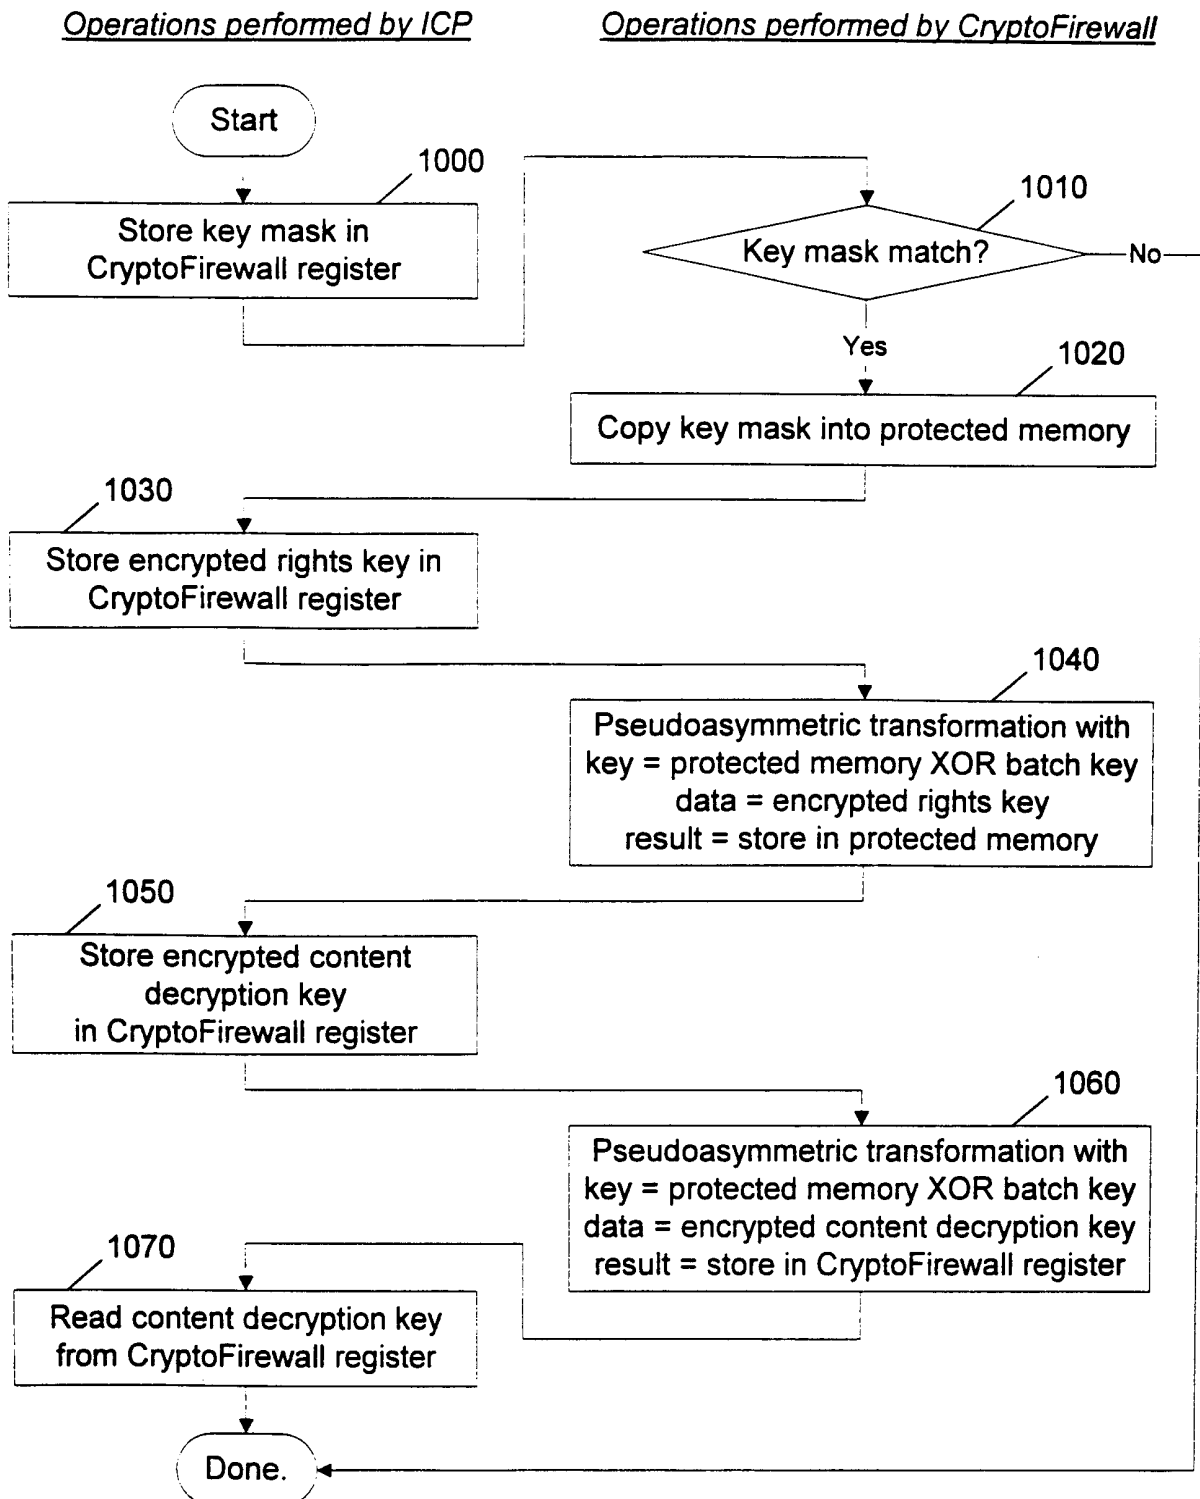 Operations performed by ICP
Operations performed by CryptoFirewall
Start
1000
Store key mask in
CryptoFirewall register
1010
Key mask match?
No
Yes
1020
Copy key mask into protected memory
1030
Store encrypted rights key in
CryptoFirewall register
1040
Pseudoasymmetric transformation with
key = protected memory XOR batch key
data = encrypted rights key
result = store in protected memory
1050
Store encrypted content
decryption key
in CryptoFirewall register
1060
Pseudoasymmetric transformation with
key = protected memory XOR batch key
data = encrypted content decryption key
result = store in CryptoFirewall register
1070
Read content decryption key
from CryptoFirewall register
Done.